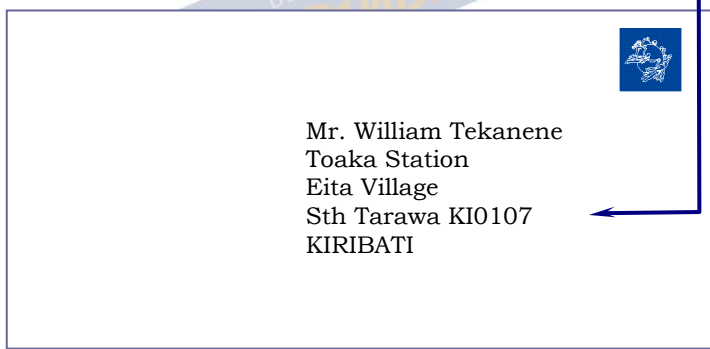 Mr. William Tekanene
Toaka Station
Eita Village
Sth Tarawa KI0107
KIRIBATI